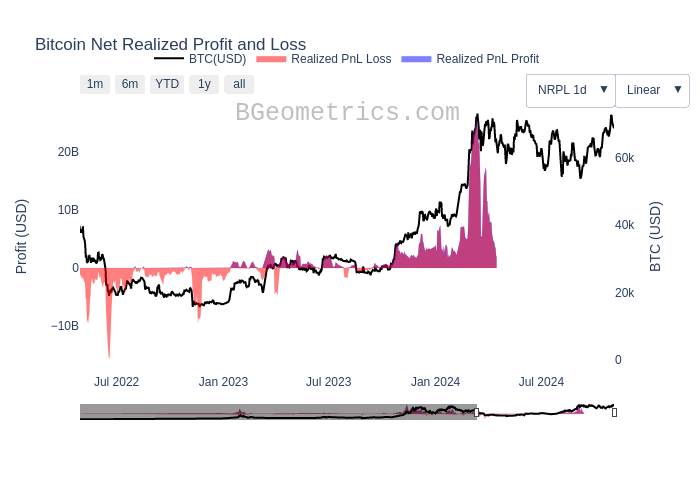 Bitcoin Net Realized Profit and Loss
BTC(USD) Realized PnL Loss Realized PnL Profit
1m 6m YTD 1y all
NRPL 1d ▼ Linear ▼
BGeometrics.com
Profit (USD)
20B
10B
0
−10B
60k
40k
20k
0
BTC (USD)
Jul 2022 Jan 2023 Jul 2023 Jan 2024 Jul 2024